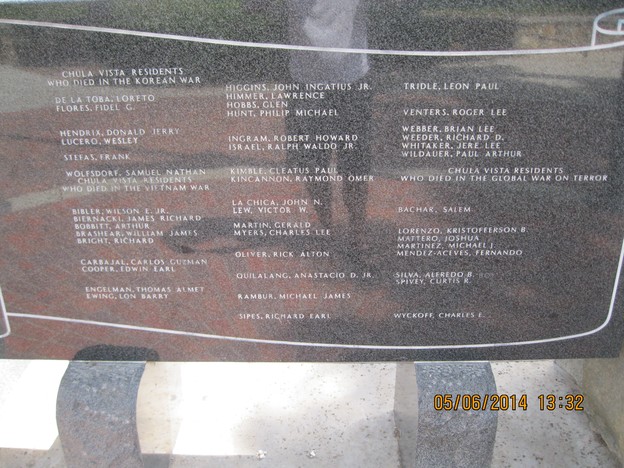 CHULA VISTA RESIDENTS
WHO DIED IN THE KOREAN WAR
DE LA TOBA, LORETO
FLORES, FIDEL G.
HENDRIX, DONALD JERRY
LUCERO, WESLEY
STEFAS, FRANK
WOLFSDORF, SAMUEL NATHAN
CHULA VISTA RESIDENTS
WHO DIED IN THE VIETNAM WAR
BIBLER, WILSON E. JR.
BIERNACKI, JAMES RICHARD
BOBBITT, ARTHUR
BRASHEAR, WILLIAM JAMES
BRIGHT, RICHARD
CARBAJAL, CARLOS GUZMAN
COOPER, EDWIN EARL
ENGELMAN, THOMAS ALMET
EWING, LON BARRY
HIGGINS, JOHN INGATIUS JR.
HIMMER, LAWRENCE
HOBBS, GLEN
HUNT, PHILIP MICHAEL
INGRAM, ROBERT HOWARD
ISRAEL, RALPH WALDO JR.
KIMBLE, CLEATUS PAUL
KINCANNON, RAYMOND OMER
LA CHICA, JOHN N.
LEW, VICTOR W.
MARTIN, GERALD
MYERS, CHARLES LEE
OLIVER, RICK ALTON
QUILALANG, ANASTACIO D. JR.
RAMBUR, MICHAEL JAMES
SIPES, RICHARD EARL
TRIDLE, LEON PAUL
VENTERS, ROGER LEE
WEBBER, BRIAN LEE
WEEDER, RICHARD D.
WHITAKER, JERE LEE
WILDAUER, PAUL ARTHUR
CHULA VISTA RESIDENTS
WHO DIED IN THE GLOBAL WAR ON TERROR
BACHAR, SALEM
LORENZO, KRISTOFFERSON B.
MATTERO, JOSHUA
MARTINEZ, MICHAEL J.
MENDEZ-ACEVES, FERNANDO
SILVA, ALFREDO B.
SPIVEY, CURTIS R.
WYCKOFF, CHARLES E.
05/06/2014 13:32